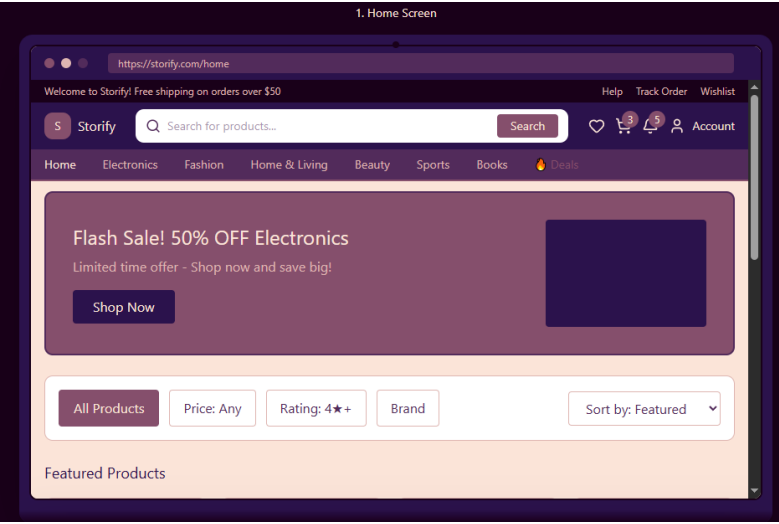 1. Home Screen
https://storify.com/home
Welcome to Storify! Free shipping on orders over $50
Help Track Order Wishlist
S Storify Search for products... Search 3 5 Account
Home Electronics Fashion Home & Living Beauty Sports Books 🔥 Deals
Flash Sale! 50% OFF Electronics
Limited time offer - Shop now and save big!
Shop Now
All Products Price: Any Rating: 4★+ Brand Sort by: Featured
Featured Products